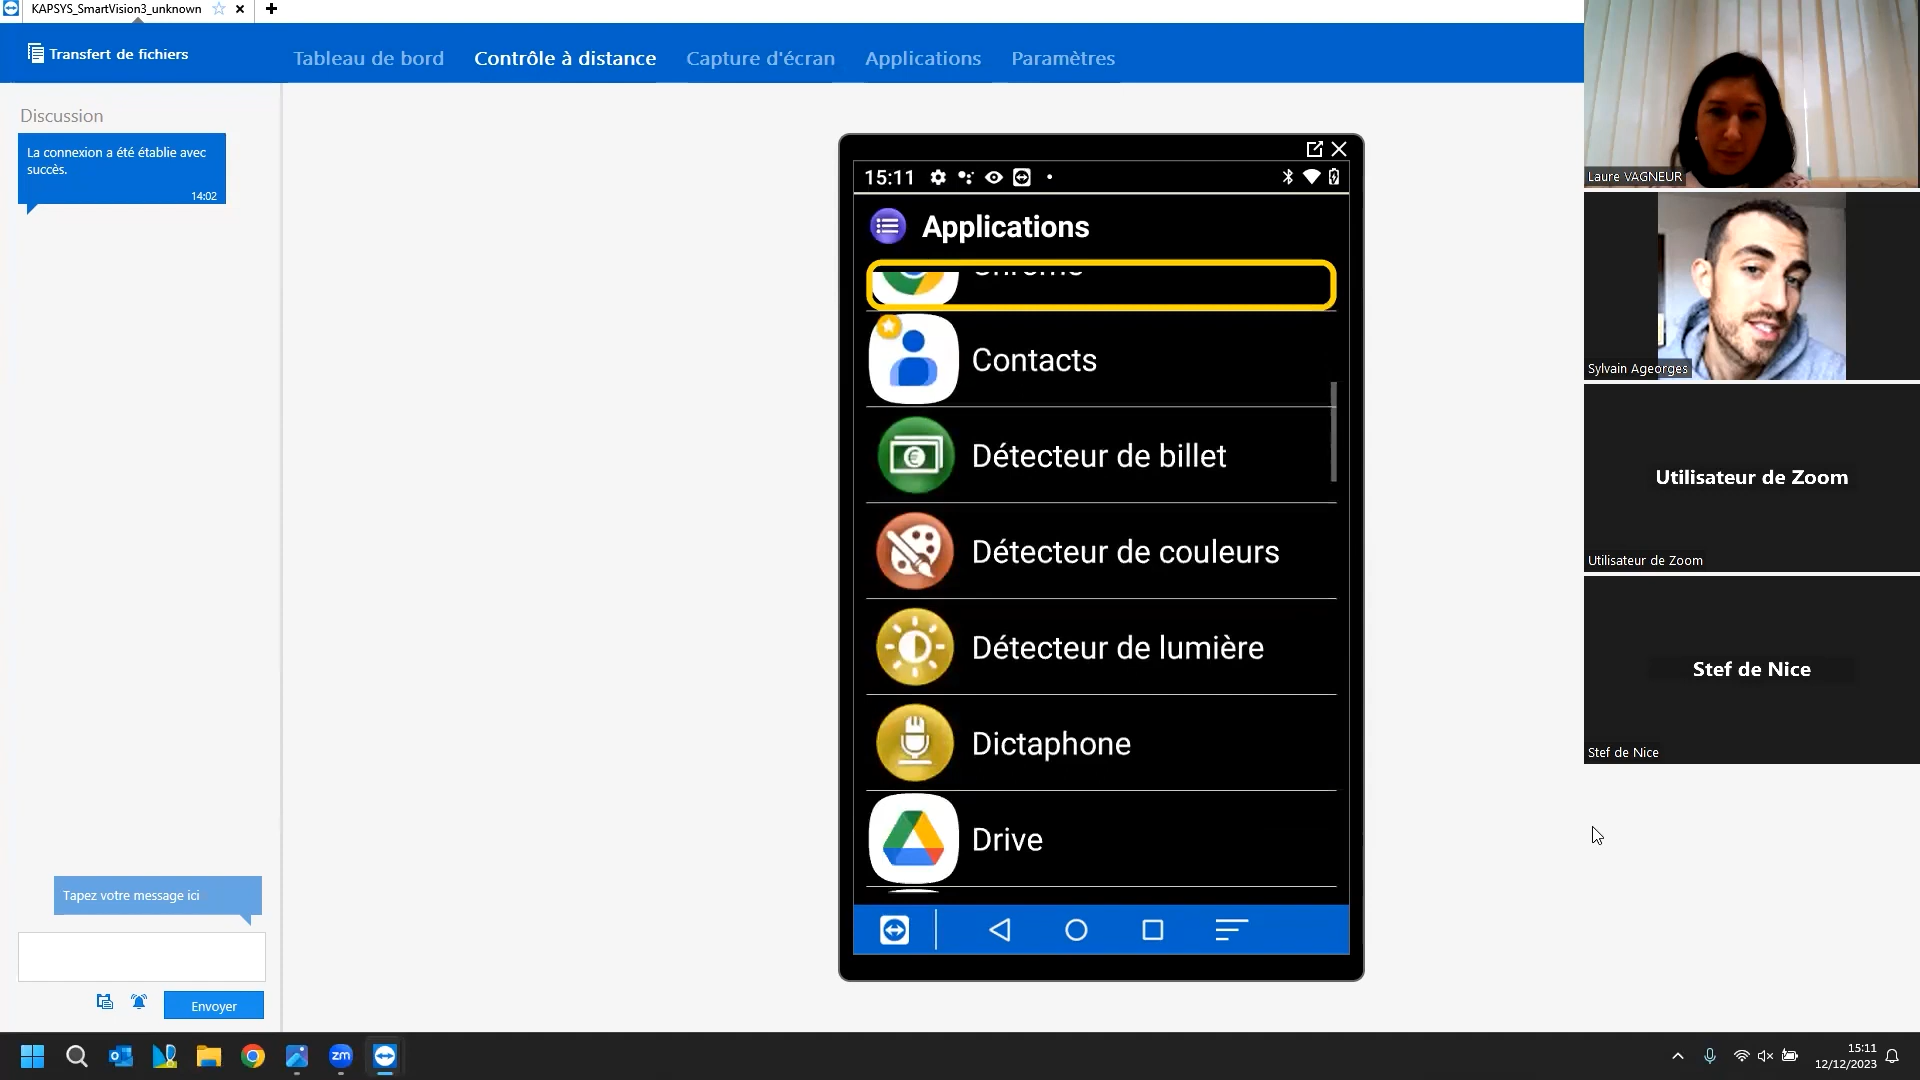 KAPSYS_SmartVision3_unknown
Transfert de fichiers
Tableau de bord
Contrôle à distance
Capture d'écran
Applications
Paramètres
Discussion
La connexion a été établie avec
succès.
14:02
Tapez votre message ici
Envoyer
15:11
Applications
Chrome
Contacts
Détecteur de billet
Détecteur de couleurs
Détecteur de lumière
Dictaphone
Drive
Laure VAGNEUR
Sylvain Ageorges
Utilisateur de Zoom
Utilisateur de Zoom
Stef de Nice
Stef de Nice
zm
15:11
12/12/2023